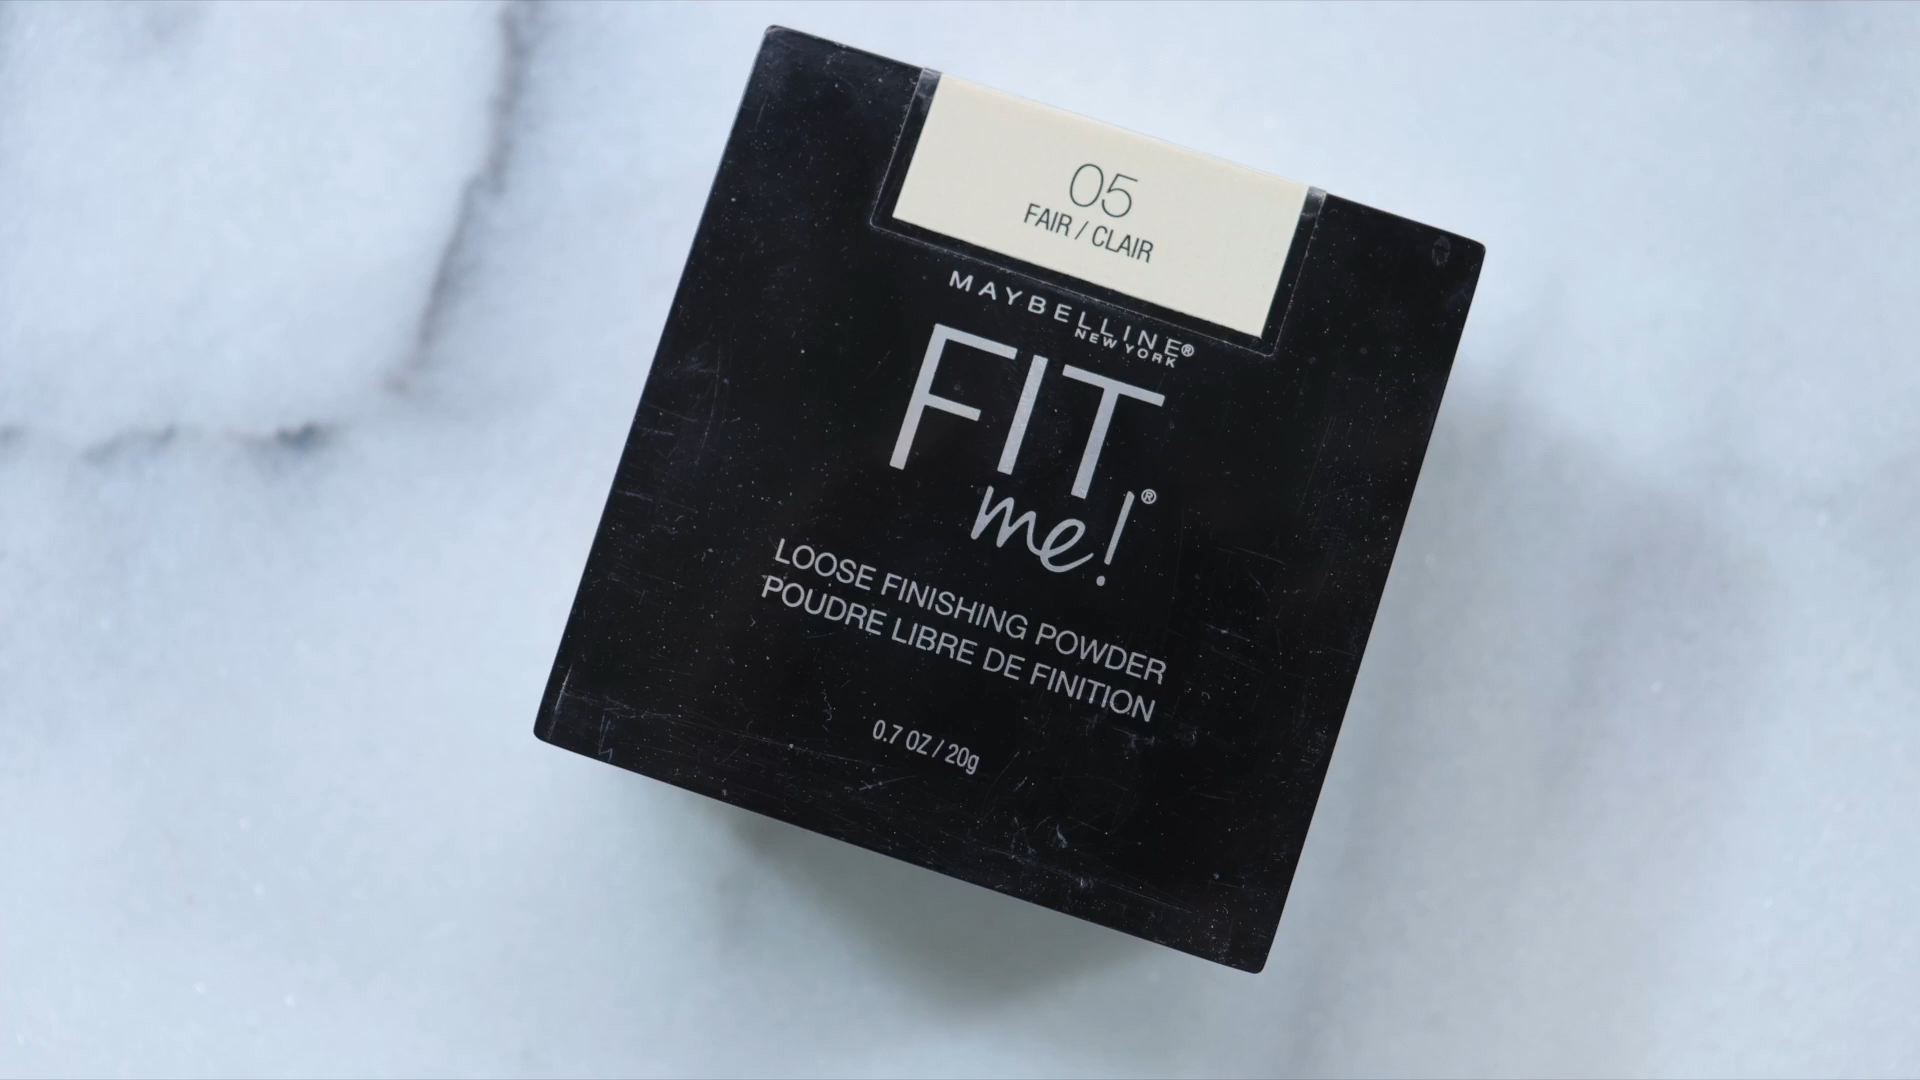 05
FAIR / CLAIR
MAYBELLINE®
NEW YORK
FIT
me!®
LOOSE FINISHING POWDER
POUDRE LIBRE DE FINITION
0.7 OZ / 20g